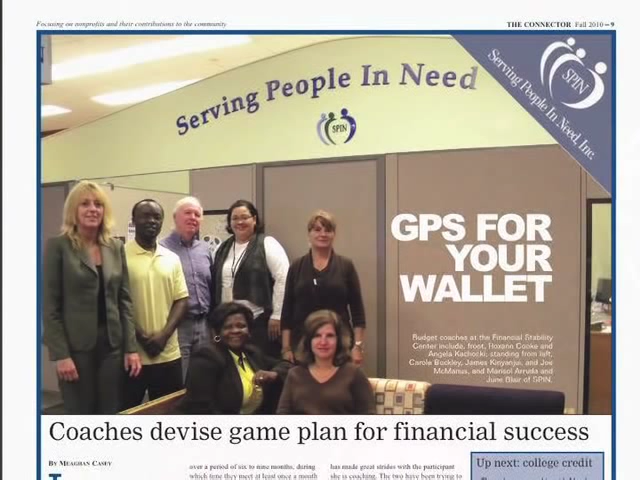 Focusing on nonprofits and their contributions to the community
THE CONNECTOR Fall 2010 — 9
Serving People In Need
SPIN
SPIN
Serving People In Need, Inc.
GPS FOR
YOUR
WALLET
Budget coaches at the Financial Stability
Center include, front, Roxann Cooke and
Angela Kachocki; standing from left,
Carole Buckley, James Kinyanjui, and Joe
McManus, and Marisol Arruda and
June Blair of SPIN.
Coaches devise game plan for financial success
BY MEAGHAN CASEY
over a period of six to nine months, during
which time they meet at least once a month
has made great strides with the participant
she is coaching. The two have been trying to
Up next: college credit